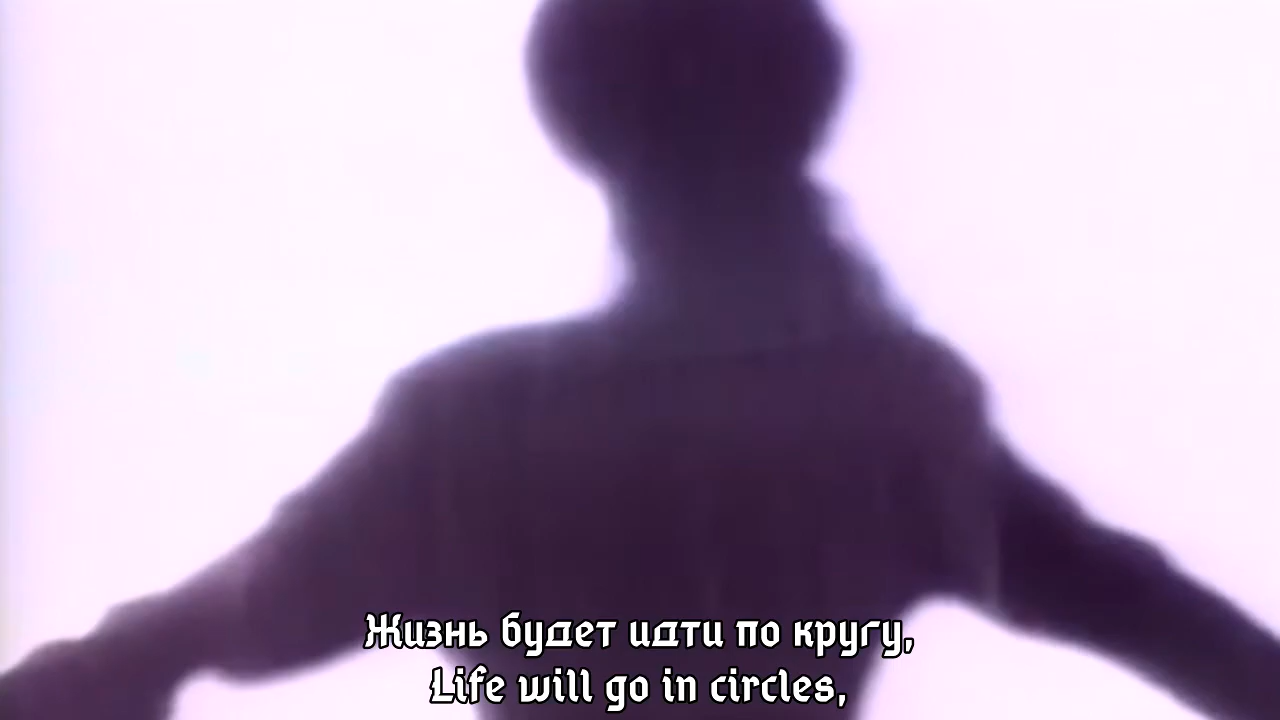 Жизнь будет идти по кругу,
Life will go in circles,